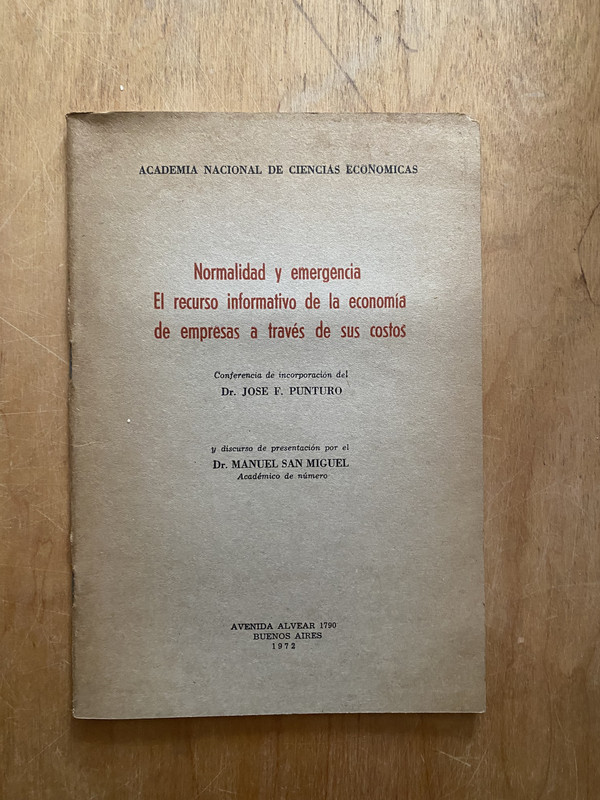 ACADEMIA NACIONAL DE CIENCIAS ECONOMICAS
Normalidad y emergencia
El recurso informativo de la economía
de empresas a través de sus costos
Conferencia de incorporación del
Dr. JOSE F. PUNTURO
y discurso de presentación por el
Dr. MANUEL SAN MIGUEL
Académico de número
AVENIDA ALVEAR 1790
BUENOS AIRES
1972